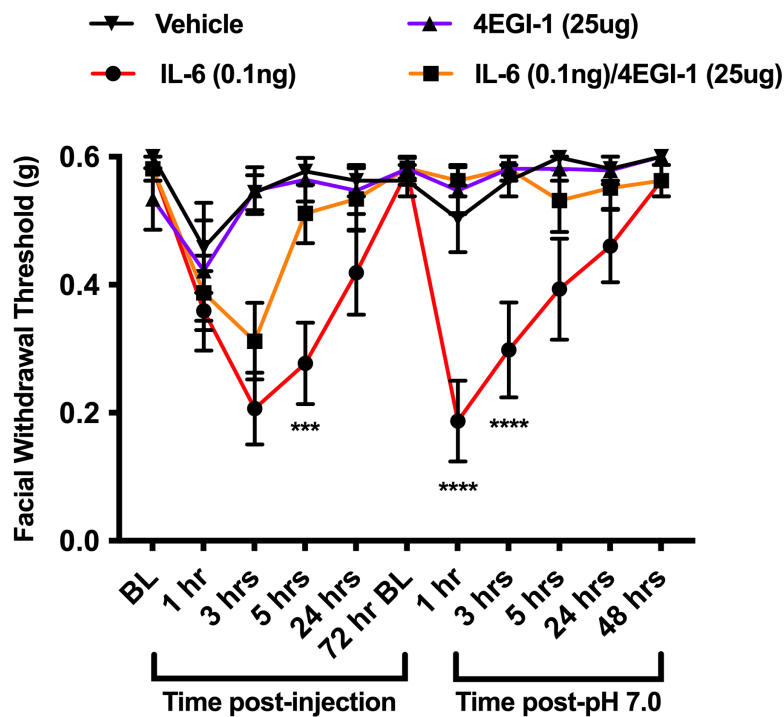 Vehicle
4EGI-1 (25ug)
IL-6 (0.1ng)
IL-6 (0.1ng)/4EGI-1 (25ug)
Facial Withdrawal Threshold (g)
0.6
0.4
0.2
0.0
***
****
****
BL
1 hr
3 hrs
5 hrs
24 hrs
72 hr BL
1 hr
3 hrs
5 hrs
24 hrs
48 hrs
Time post-injection
Time post-pH 7.0